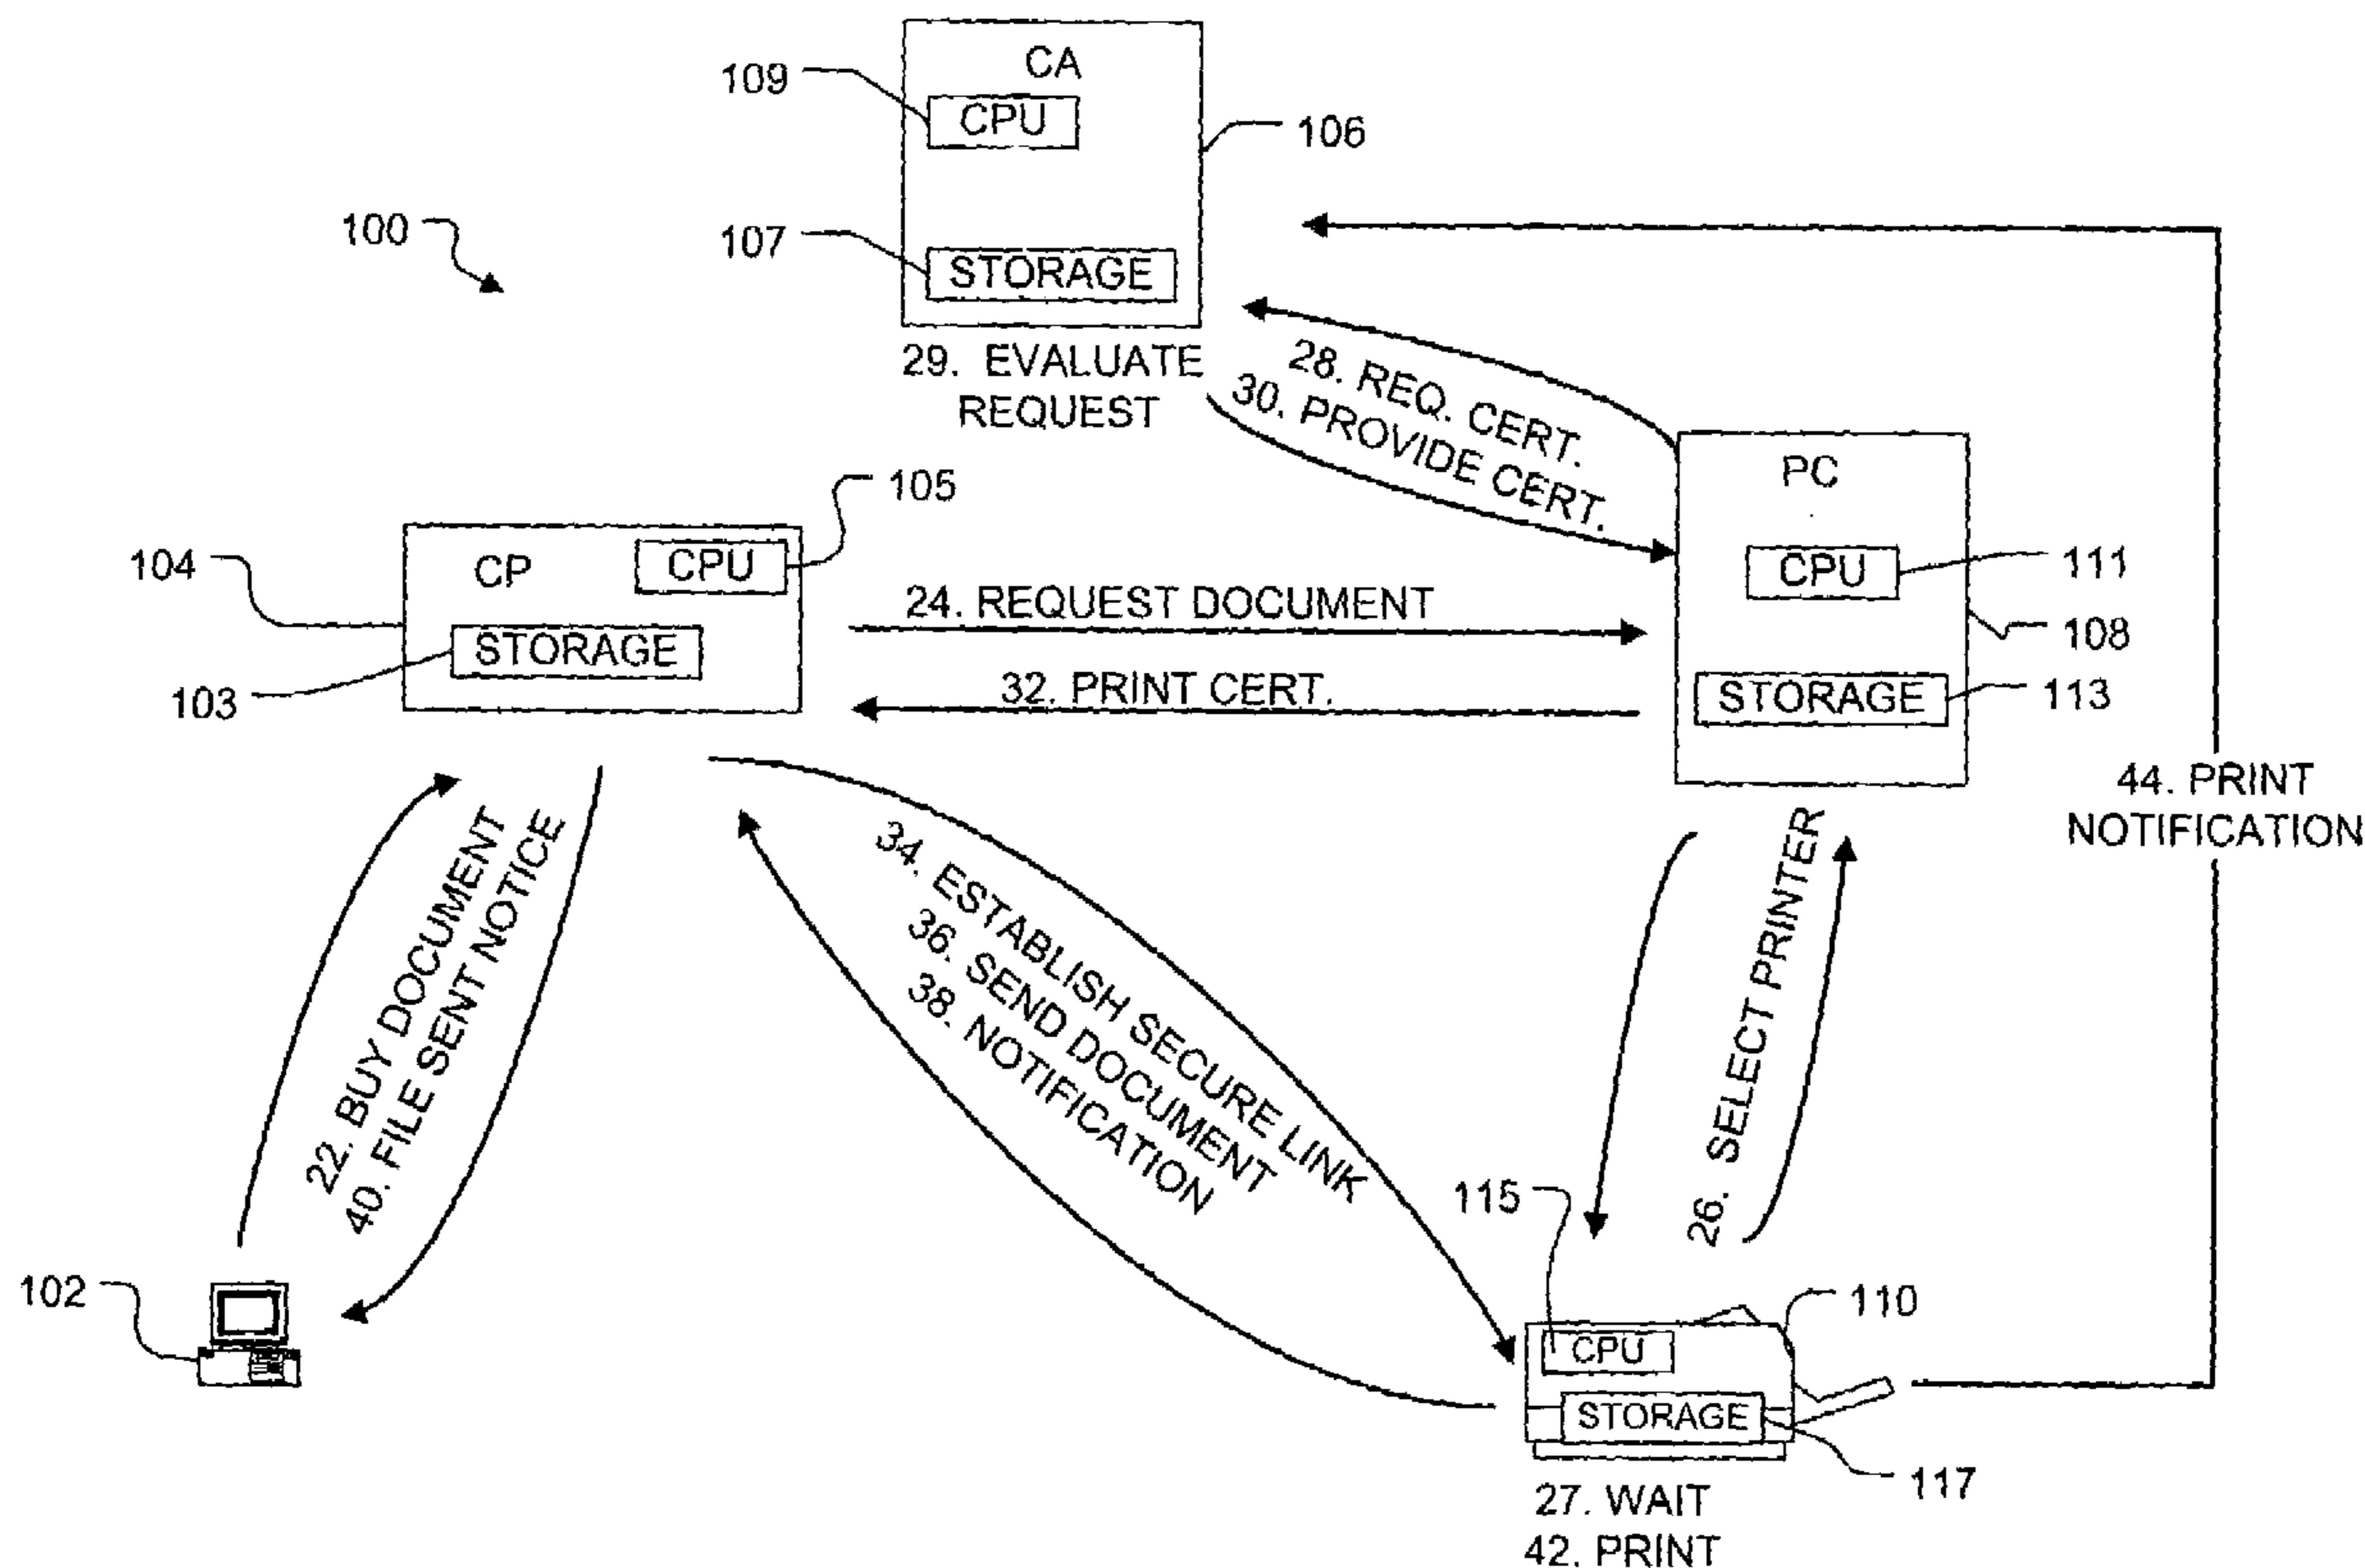 CA
109
CPU
106
100
107
STORAGE
29. EVALUATE
REQUEST
28. REQ. CERT.
30. PROVIDE CERT.
PC
105
104
CP
CPU
CPU
111
24. REQUEST DOCUMENT
108
STORAGE
103
32. PRINT CERT.
STORAGE
113
44. PRINT
NOTIFICATION
22. BUY DOCUMENT
40. FILE SENT NOTICE
34. ESTABLISH SECURE LINK
36. SEND DOCUMENT
38. NOTIFICATION
26. SELECT PRINTER
115
102
110
CPU
STORAGE
117
27. WAIT
42. PRINT